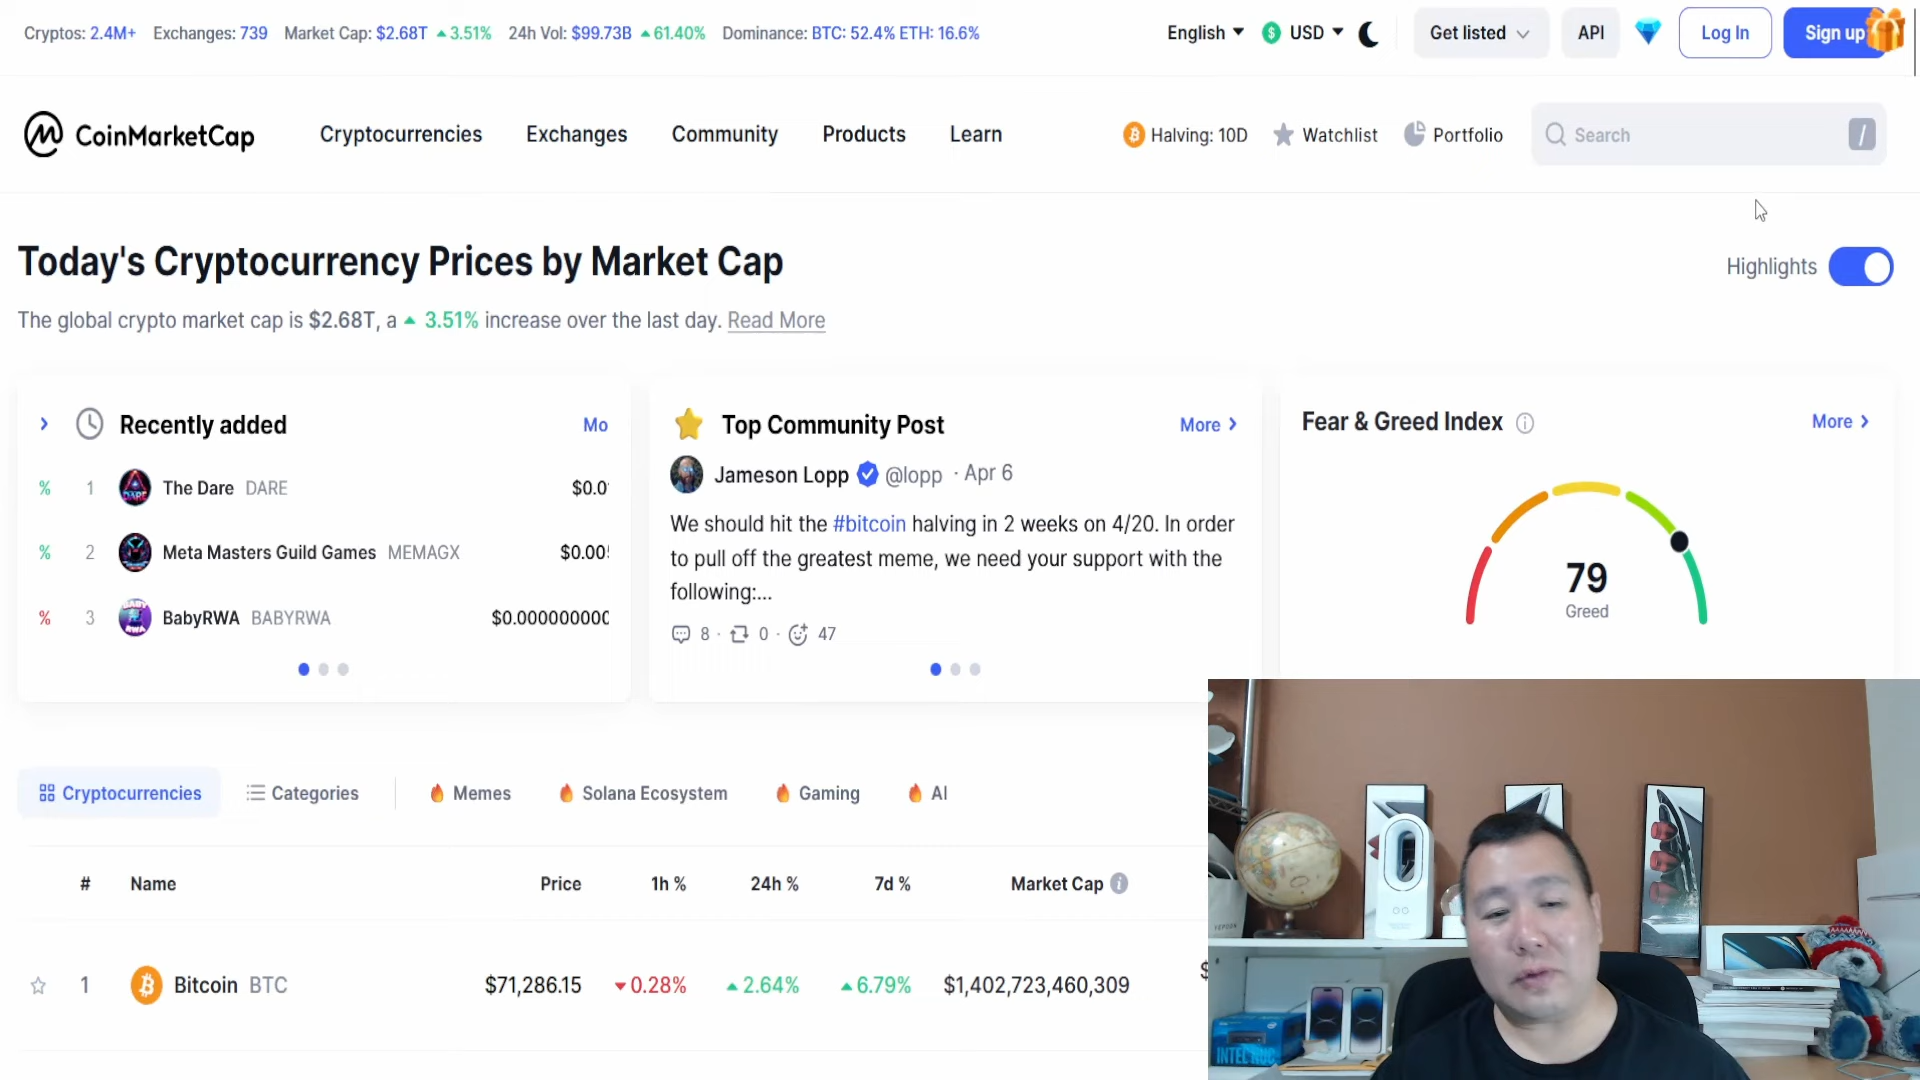 Cryptos: 2.4M+ Exchanges: 739 Market Cap: $2.68T 3.51% 24h Vol: $99.73B 61.40% Dominance: BTC: 52.4% ETH: 16.6%
English USD Get listed API Log In Sign up
CoinMarketCap Cryptocurrencies Exchanges Community Products Learn Halving: 10D Watchlist Portfolio Search /
Today's Cryptocurrency Prices by Market Cap
Highlights
The global crypto market cap is $2.68T, a 3.51% increase over the last day. Read More
Recently added Mo
% 1 The Dare DARE $0.0
% 2 Meta Masters Guild Games MEMAGX $0.00
% 3 BabyRWA BABYRWA $0.000000000
Top Community Post More
Jameson Lopp @lopp · Apr 6
We should hit the #bitcoin halving in 2 weeks on 4/20. In order
to pull off the greatest meme, we need your support with the
following:...
8 · 0 · 47
Fear & Greed Index More
79
Greed
Cryptocurrencies Categories Memes Solana Ecosystem Gaming AI
# Name Price 1h % 24h % 7d % Market Cap
1 Bitcoin BTC $71,286.15 0.28% 2.64% 6.79% $1,402,723,460,309 $
INTEL NUC